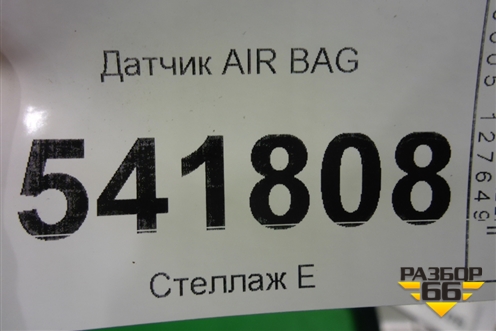 Датчик AIR BAG
541808
Стеллаж Е
РАЗБОР
66